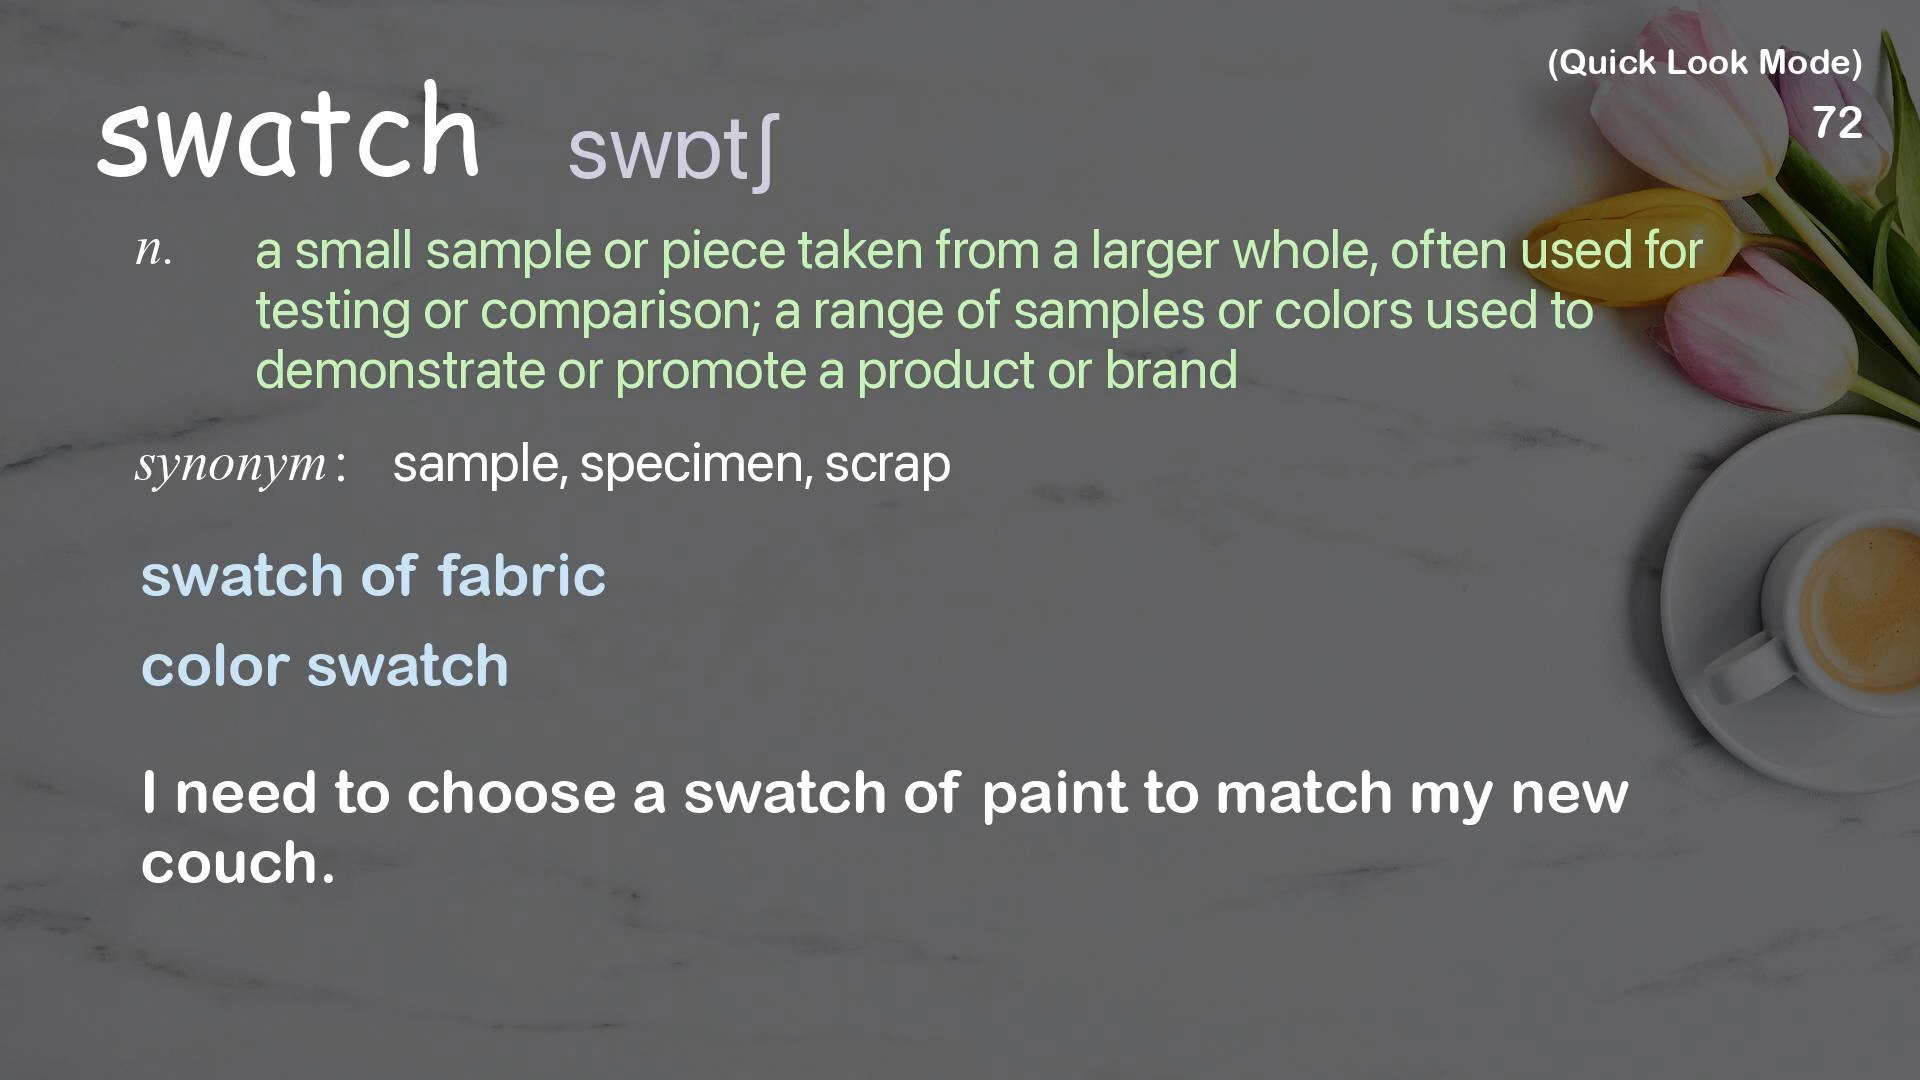 (Quick Look Mode)
72
swatch swɒtʃ
n. a small sample or piece taken from a larger whole, often used for
testing or comparison; a range of samples or colors used to
demonstrate or promote a product or brand
synonym: sample, specimen, scrap
swatch of fabric
color swatch
I need to choose a swatch of paint to match my new
couch.